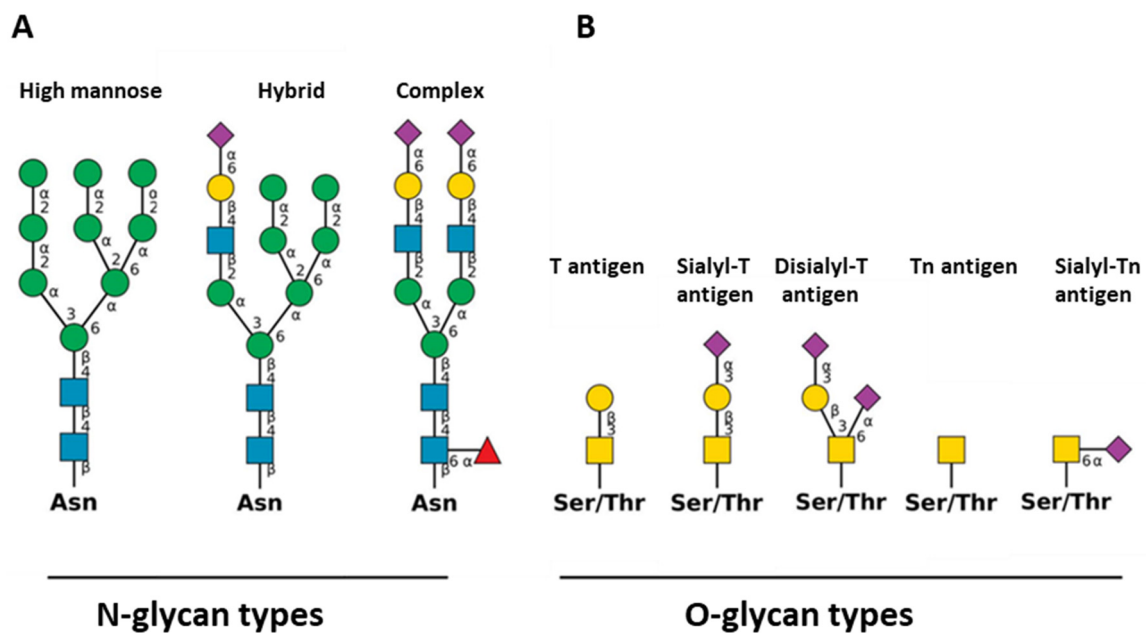 A
B
High mannose
Hybrid
Complex
α
6
α
6
α
6
α
2
α
2
α
2
β
4
α
2
α
2
β
4
β
4
α
2
α
2
α
6
β
2
α
2
α
6
β
2
β
2
α
3
α
6
α
3
α
6
α
3
α
6
β
4
β
4
β
4
β
4
β
4
β
4
β
β
β
6 α
Asn
Asn
Asn
N-glycan types
T antigen
Sialyl-T
antigen
Disialyl-T
antigen
Tn antigen
Sialyl-Tn
antigen
α
3
α
3
β
3
β
3
β
3
α
6
6 α
Ser/Thr
Ser/Thr
Ser/Thr
Ser/Thr
Ser/Thr
O-glycan types